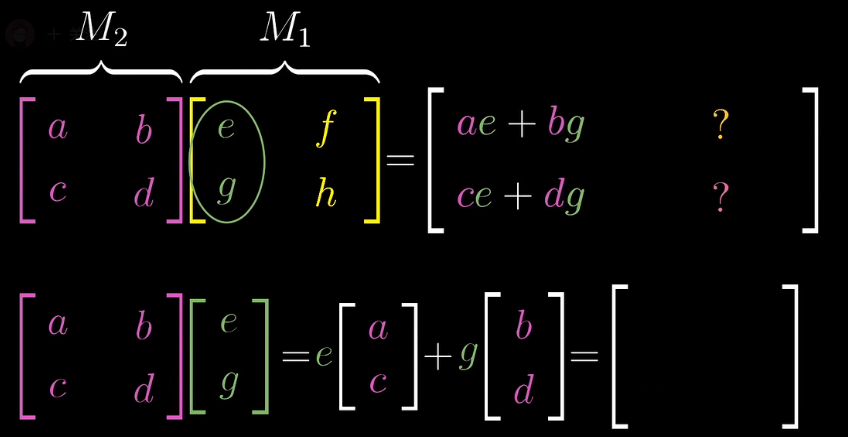 M₂ M₁
[a b; c d] [e f; g h] = [ae + bg ?; ce + dg ?]
[a b; c d] [e; g] = e [a; c] + g [b; d] = [ ]